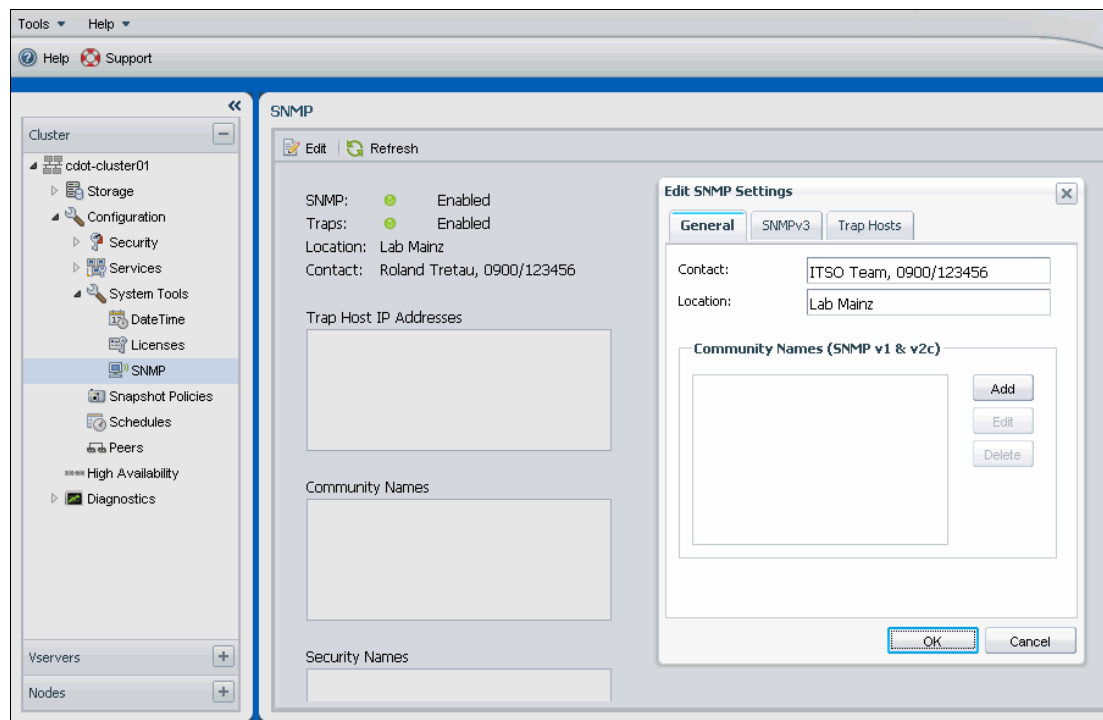 Tools Help
Help Support
«
Cluster
cdot-cluster01
Storage
Configuration
Security
Services
System Tools
DateTime
Licenses
SNMP
Snapshot Policies
Schedules
Peers
High Availability
Diagnostics
Vservers
Nodes
SNMP
Edit Refresh
SNMP: Enabled
Traps: Enabled
Location: Lab Mainz
Contact: Roland Tretau, 0900/123456
Trap Host IP Addresses
Community Names
Security Names
Edit SNMP Settings
General SNMPv3 Trap Hosts
Contact: ITSO Team, 0900/123456
Location: Lab Mainz
Community Names (SNMP v1 & v2c)
Add
Edit
Delete
OK Cancel